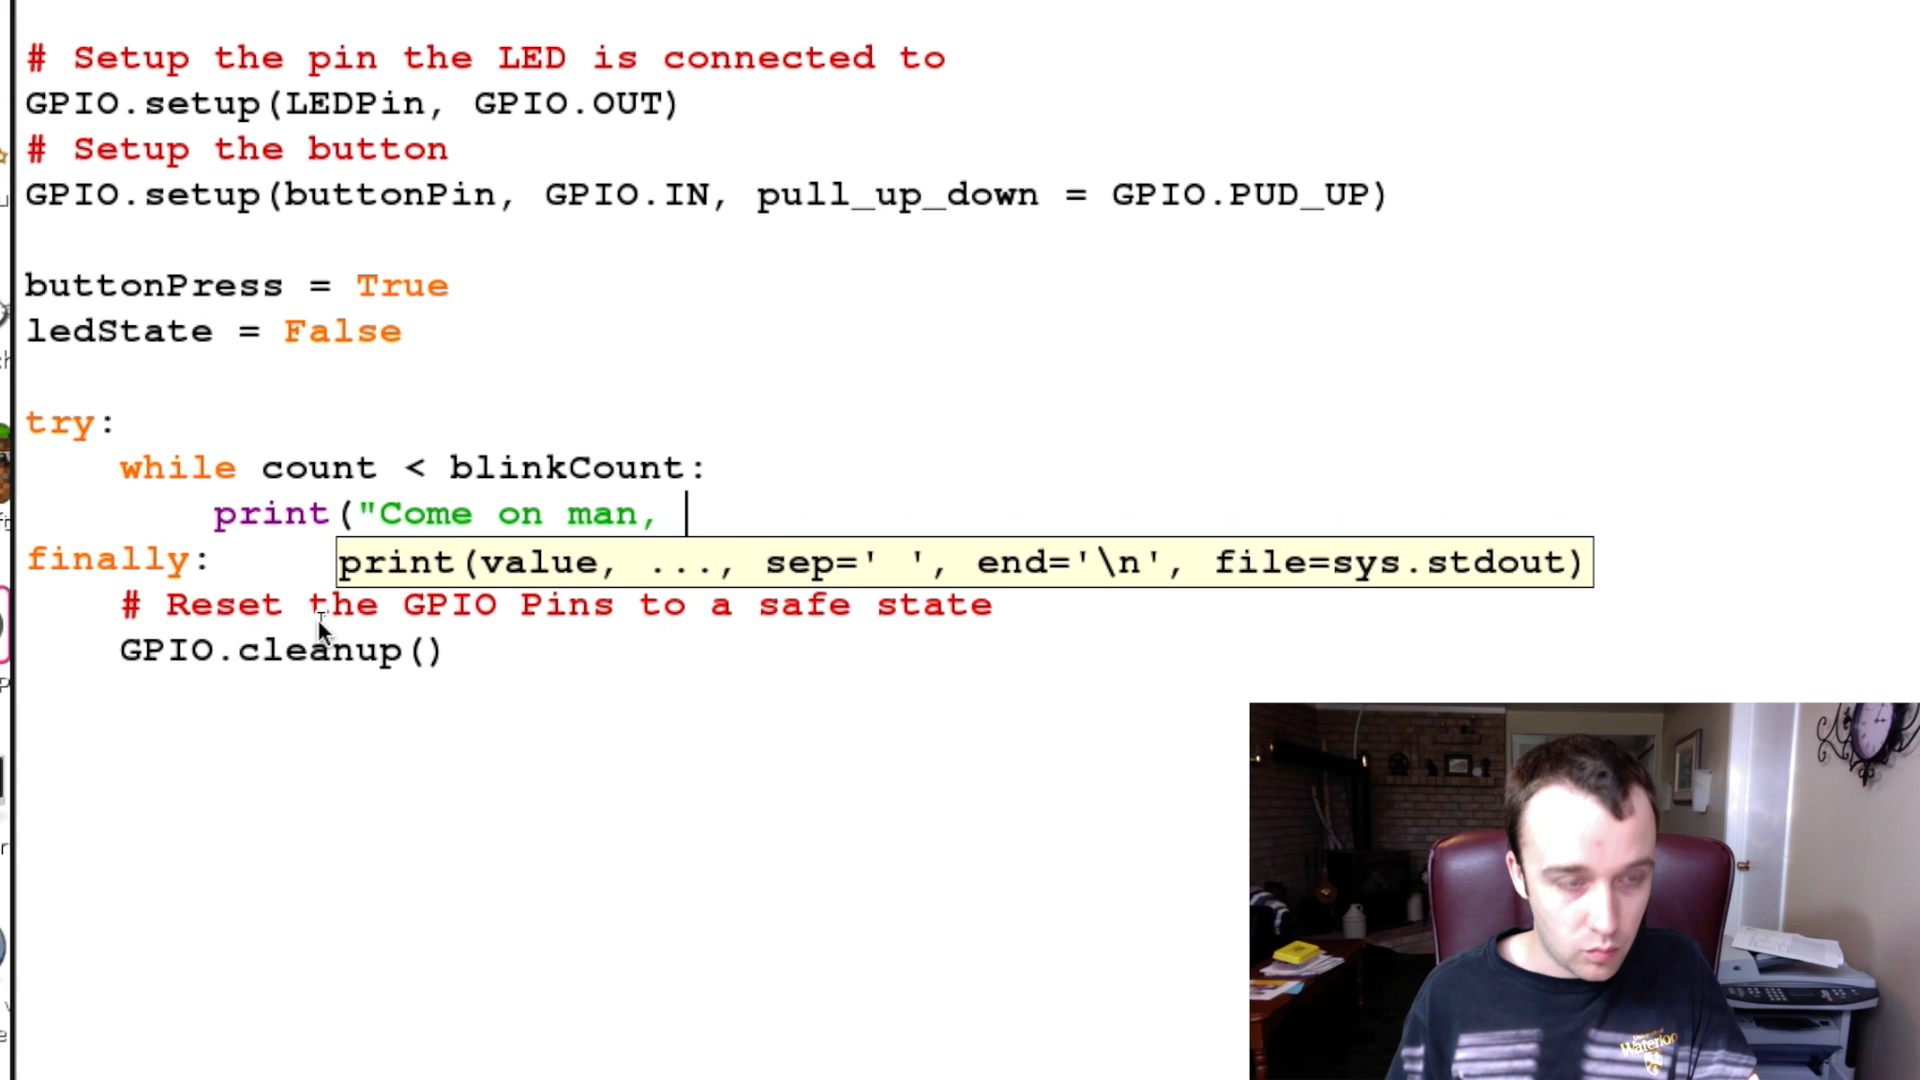 # Setup the pin the LED is connected to
GPIO.setup(LEDPin, GPIO.OUT)
# Setup the button
GPIO.setup(buttonPin, GPIO.IN, pull_up_down = GPIO.PUD_UP)
buttonPress = True
ledState = False
try:
while count < blinkCount:
print("Come on man,
finally:
print(value, ..., sep=' ', end='\n', file=sys.stdout)
# Reset the GPIO Pins to a safe state
GPIO.cleanup()
Waterloo